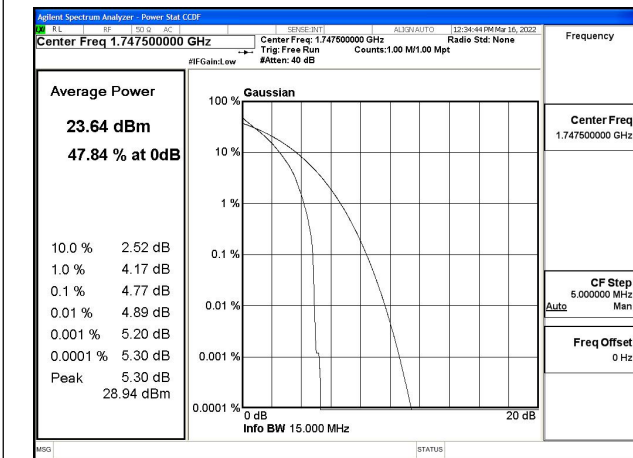 Agilent Spectrum Analyzer - Power Stat CCDF
RL RF 50 Ω AC SENSE:INT ALIGN AUTO 12:34:44 PM Mar 16, 2022
Center Freq 1.747500000 GHz
Center Freq: 1.747500000 GHz Radio Std: None
Trig: Free Run Counts:1.00 M/1.00 Mpt
#IFGain:Low #Atten: 40 dB
Frequency
Center Freq
1.747500000 GHz
CF Step
5.000000 MHz
Auto Man
Freq Offset
0 Hz
Average Power
23.64 dBm
47.84 % at 0dB
10.0 % 2.52 dB
1.0 % 4.17 dB
0.1 % 4.77 dB
0.01 % 4.89 dB
0.001 % 5.20 dB
0.0001 % 5.30 dB
Peak 5.30 dB
28.94 dBm
Gaussian
100 %
10 %
1 %
0.1 %
0.01 %
0.001 %
0.0001 %
0 dB 20 dB
Info BW 15.000 MHz
MSG STATUS